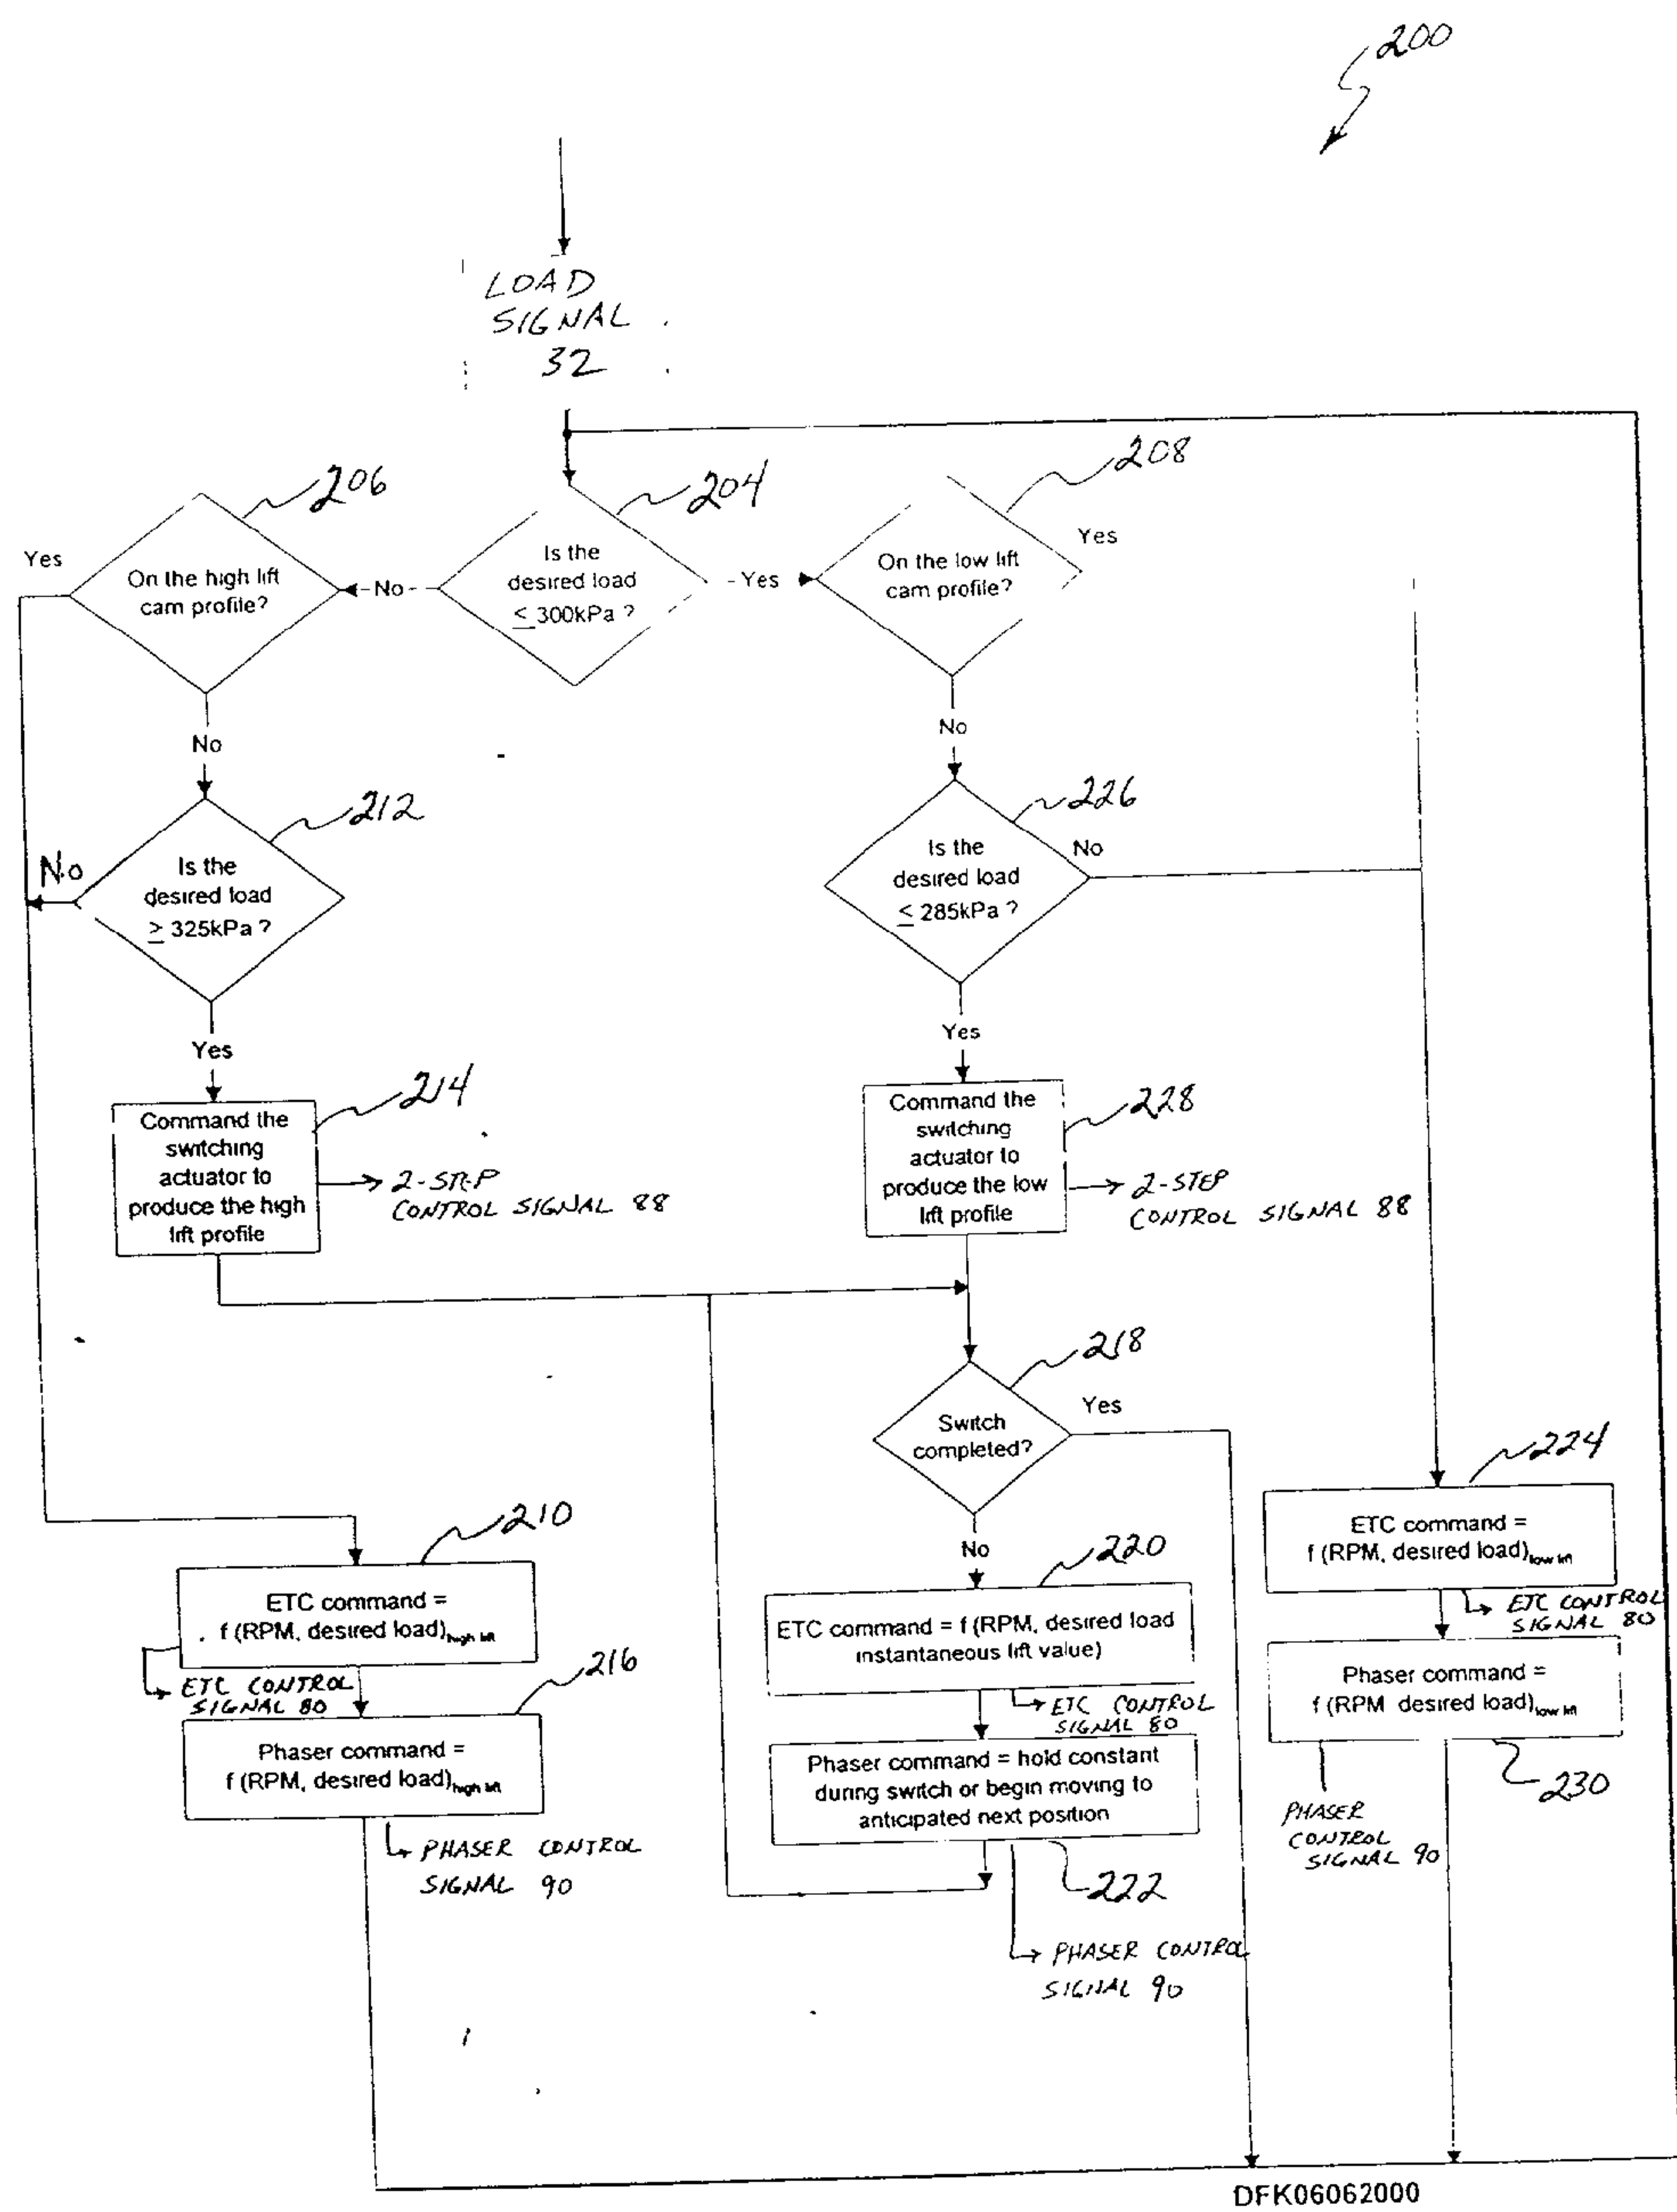 200
LOAD
SIGNAL
32
206
204
208
Yes
On the high lift
cam profile?
No
Is the
desired load
≤ 300kPa ?
Yes
On the low lift
cam profile?
Yes
No
No
212
226
No
Is the
desired load
≥ 325kPa ?
Is the
desired load
≤ 285kPa ?
No
Yes
Yes
214
228
Command the
switching
actuator to
produce the high
lift profile
2-STEP
CONTROL SIGNAL 88
Command the
switching
actuator to
produce the low
lift profile
2-STEP
CONTROL SIGNAL 88
218
Switch
completed?
Yes
No
210
220
224
ETC command =
f (RPM, desired load)high lift
ETC CONTROL
SIGNAL 80
216
Phaser command =
f (RPM, desired load)high lift
PHASER CONTROL
SIGNAL 90
ETC command = f (RPM, desired load
instantaneous lift value)
ETC CONTROL
SIGNAL 80
Phaser command = hold constant
during switch or begin moving to
anticipated next position
222
PHASER CONTROL
SIGNAL 90
ETC command =
f (RPM, desired load)low lift
ETC CONTROL
SIGNAL 80
Phaser command =
f (RPM desired load)low lift
230
PHASER
CONTROL
SIGNAL 90
DFK06062000